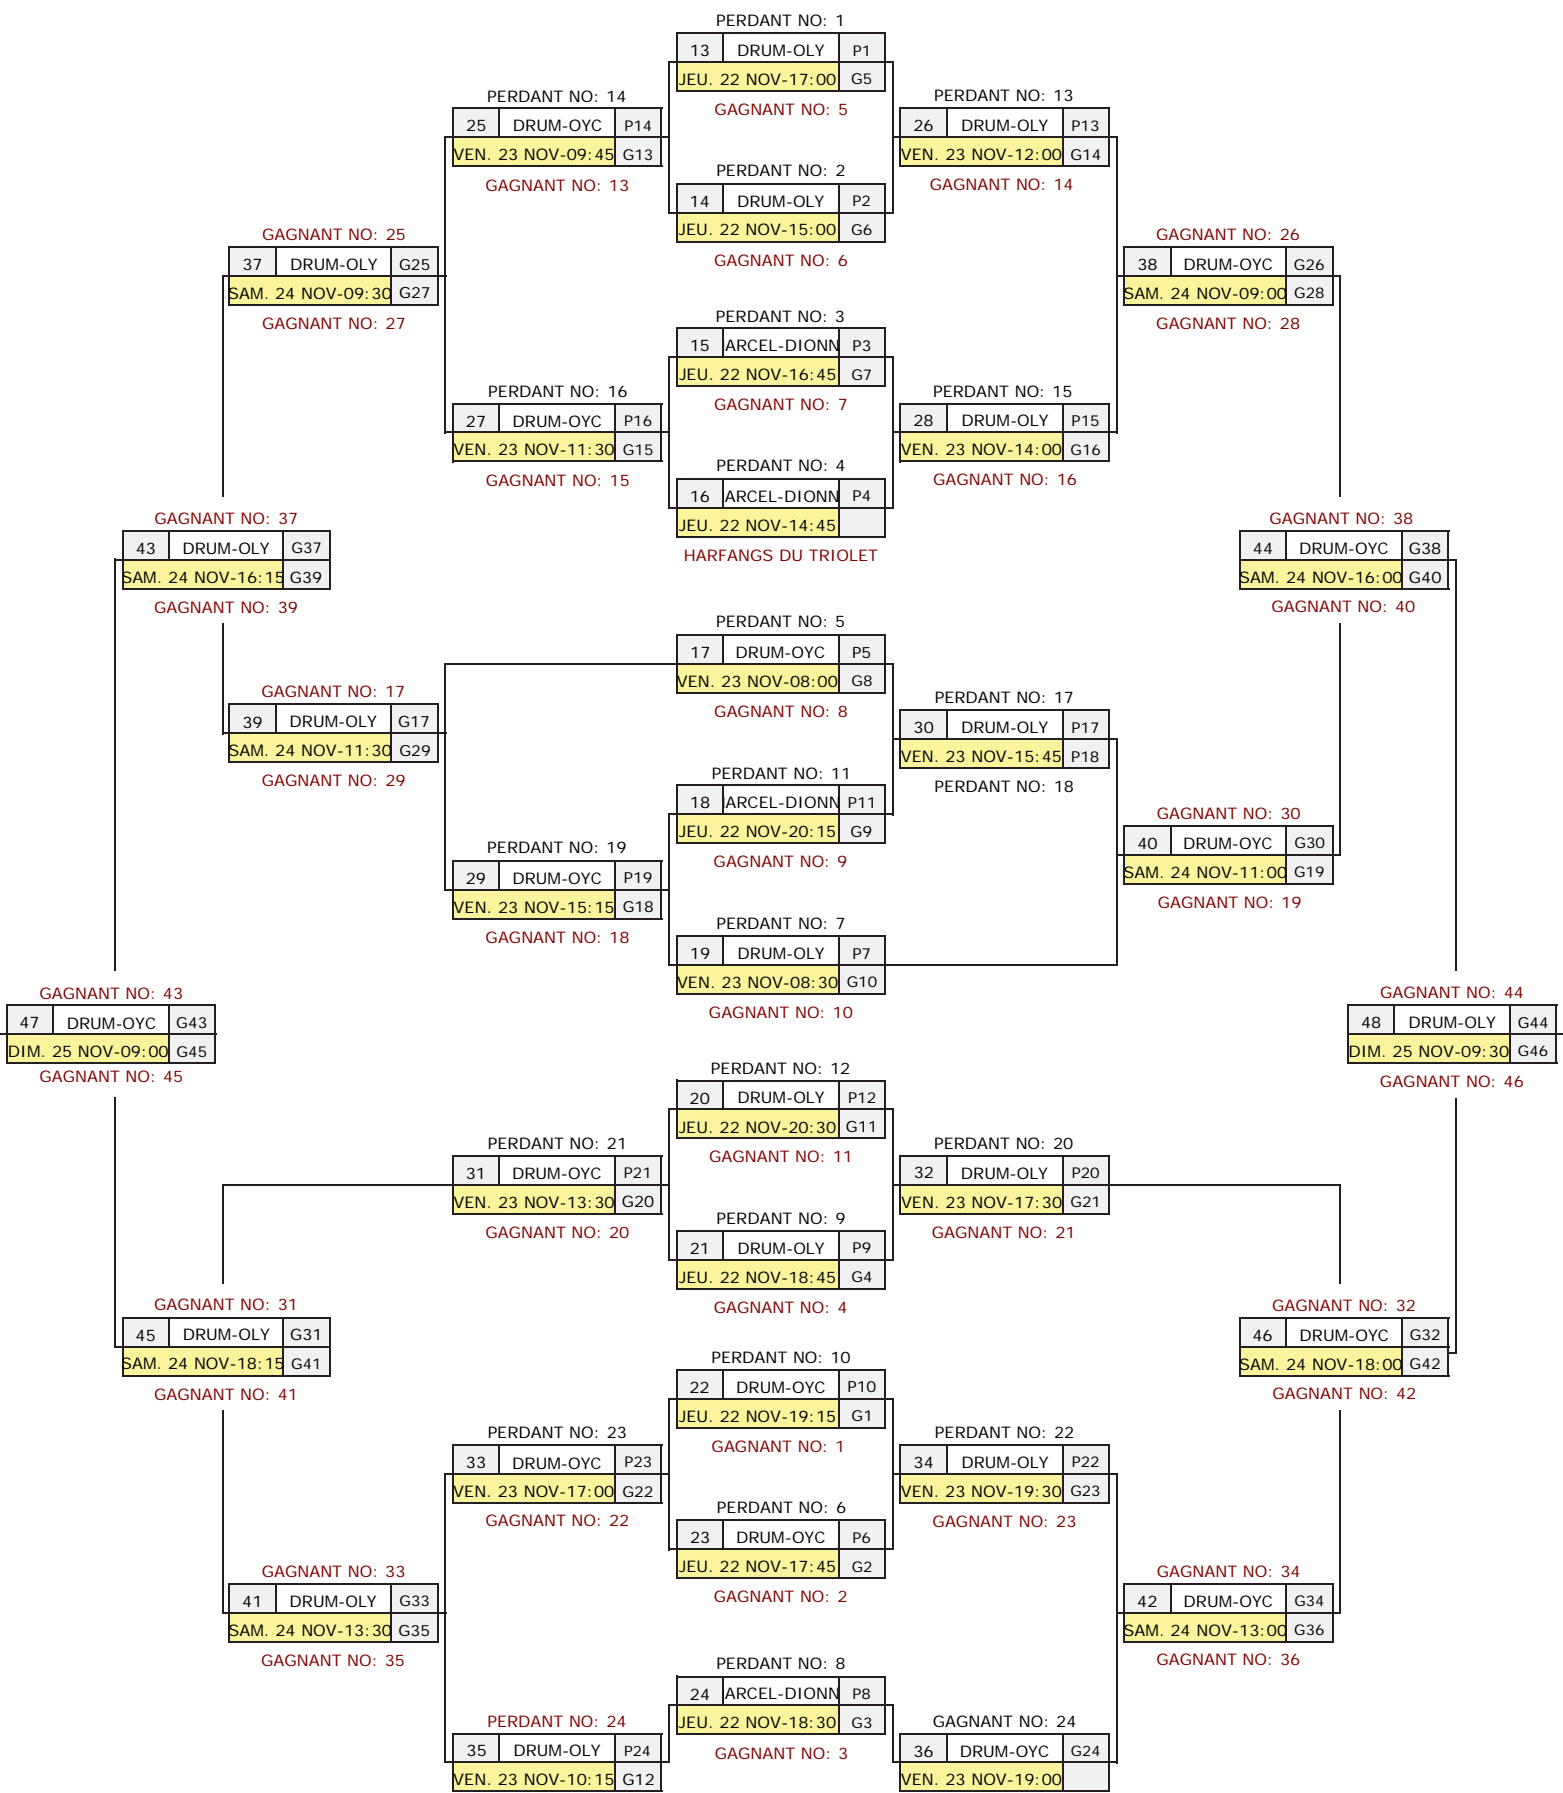 PERDANT NO: 1
13 DRUM-OLY P1
JEU. 22 NOV-17:00 G5
GAGNANT NO: 5
PERDANT NO: 14
25 DRUM-OYC P14
VEN. 23 NOV-09:45 G13
GAGNANT NO: 13
PERDANT NO: 13
26 DRUM-OLY P13
VEN. 23 NOV-12:00 G14
GAGNANT NO: 14
PERDANT NO: 2
14 DRUM-OLY P2
JEU. 22 NOV-15:00 G6
GAGNANT NO: 6
GAGNANT NO: 25
37 DRUM-OLY G25
SAM. 24 NOV-09:30 G27
GAGNANT NO: 27
GAGNANT NO: 26
38 DRUM-OYC G26
SAM. 24 NOV-09:00 G28
GAGNANT NO: 28
PERDANT NO: 3
15 ARCEL-DIONN P3
JEU. 22 NOV-16:45 G7
GAGNANT NO: 7
PERDANT NO: 16
27 DRUM-OYC P16
VEN. 23 NOV-11:30 G15
GAGNANT NO: 15
PERDANT NO: 15
28 DRUM-OLY P15
VEN. 23 NOV-14:00 G16
GAGNANT NO: 16
PERDANT NO: 4
16 ARCEL-DIONN P4
JEU. 22 NOV-14:45
HARFANGS DU TRIOLET
GAGNANT NO: 37
43 DRUM-OLY G37
SAM. 24 NOV-16:15 G39
GAGNANT NO: 39
GAGNANT NO: 38
44 DRUM-OYC G38
SAM. 24 NOV-16:00 G40
GAGNANT NO: 40
PERDANT NO: 5
17 DRUM-OYC P5
VEN. 23 NOV-08:00 G8
GAGNANT NO: 8
GAGNANT NO: 17
39 DRUM-OLY G17
SAM. 24 NOV-11:30 G29
GAGNANT NO: 29
PERDANT NO: 17
30 DRUM-OLY P17
VEN. 23 NOV-15:45 P18
PERDANT NO: 18
PERDANT NO: 11
18 ARCEL-DIONN P11
JEU. 22 NOV-20:15 G9
GAGNANT NO: 9
GAGNANT NO: 30
40 DRUM-OYC G30
SAM. 24 NOV-11:00 G19
GAGNANT NO: 19
PERDANT NO: 19
29 DRUM-OYC P19
VEN. 23 NOV-15:15 G18
GAGNANT NO: 18
PERDANT NO: 7
19 DRUM-OLY P7
VEN. 23 NOV-08:30 G10
GAGNANT NO: 10
GAGNANT NO: 43
47 DRUM-OYC G43
DIM. 25 NOV-09:00 G45
GAGNANT NO: 45
GAGNANT NO: 44
48 DRUM-OLY G44
DIM. 25 NOV-09:30 G46
GAGNANT NO: 46
PERDANT NO: 12
20 DRUM-OLY P12
JEU. 22 NOV-20:30 G11
GAGNANT NO: 11
PERDANT NO: 21
31 DRUM-OYC P21
VEN. 23 NOV-13:30 G20
GAGNANT NO: 20
PERDANT NO: 20
32 DRUM-OLY P20
VEN. 23 NOV-17:30 G21
GAGNANT NO: 21
PERDANT NO: 9
21 DRUM-OLY P9
JEU. 22 NOV-18:45 G4
GAGNANT NO: 4
GAGNANT NO: 31
45 DRUM-OLY G31
SAM. 24 NOV-18:15 G41
GAGNANT NO: 41
GAGNANT NO: 32
46 DRUM-OYC G32
SAM. 24 NOV-18:00 G42
GAGNANT NO: 42
PERDANT NO: 10
22 DRUM-OYC P10
JEU. 22 NOV-19:15 G1
GAGNANT NO: 1
PERDANT NO: 23
33 DRUM-OYC P23
VEN. 23 NOV-17:00 G22
GAGNANT NO: 22
PERDANT NO: 22
34 DRUM-OLY P22
VEN. 23 NOV-19:30 G23
GAGNANT NO: 23
PERDANT NO: 6
23 DRUM-OYC P6
JEU. 22 NOV-17:45 G2
GAGNANT NO: 2
GAGNANT NO: 33
41 DRUM-OLY G33
SAM. 24 NOV-13:30 G35
GAGNANT NO: 35
GAGNANT NO: 34
42 DRUM-OYC G34
SAM. 24 NOV-13:00 G36
GAGNANT NO: 36
PERDANT NO: 8
24 ARCEL-DIONN P8
JEU. 22 NOV-18:30 G3
GAGNANT NO: 3
PERDANT NO: 24
35 DRUM-OLY P24
VEN. 23 NOV-10:15 G12
GAGNANT NO: 24
36 DRUM-OYC G24
VEN. 23 NOV-19:00